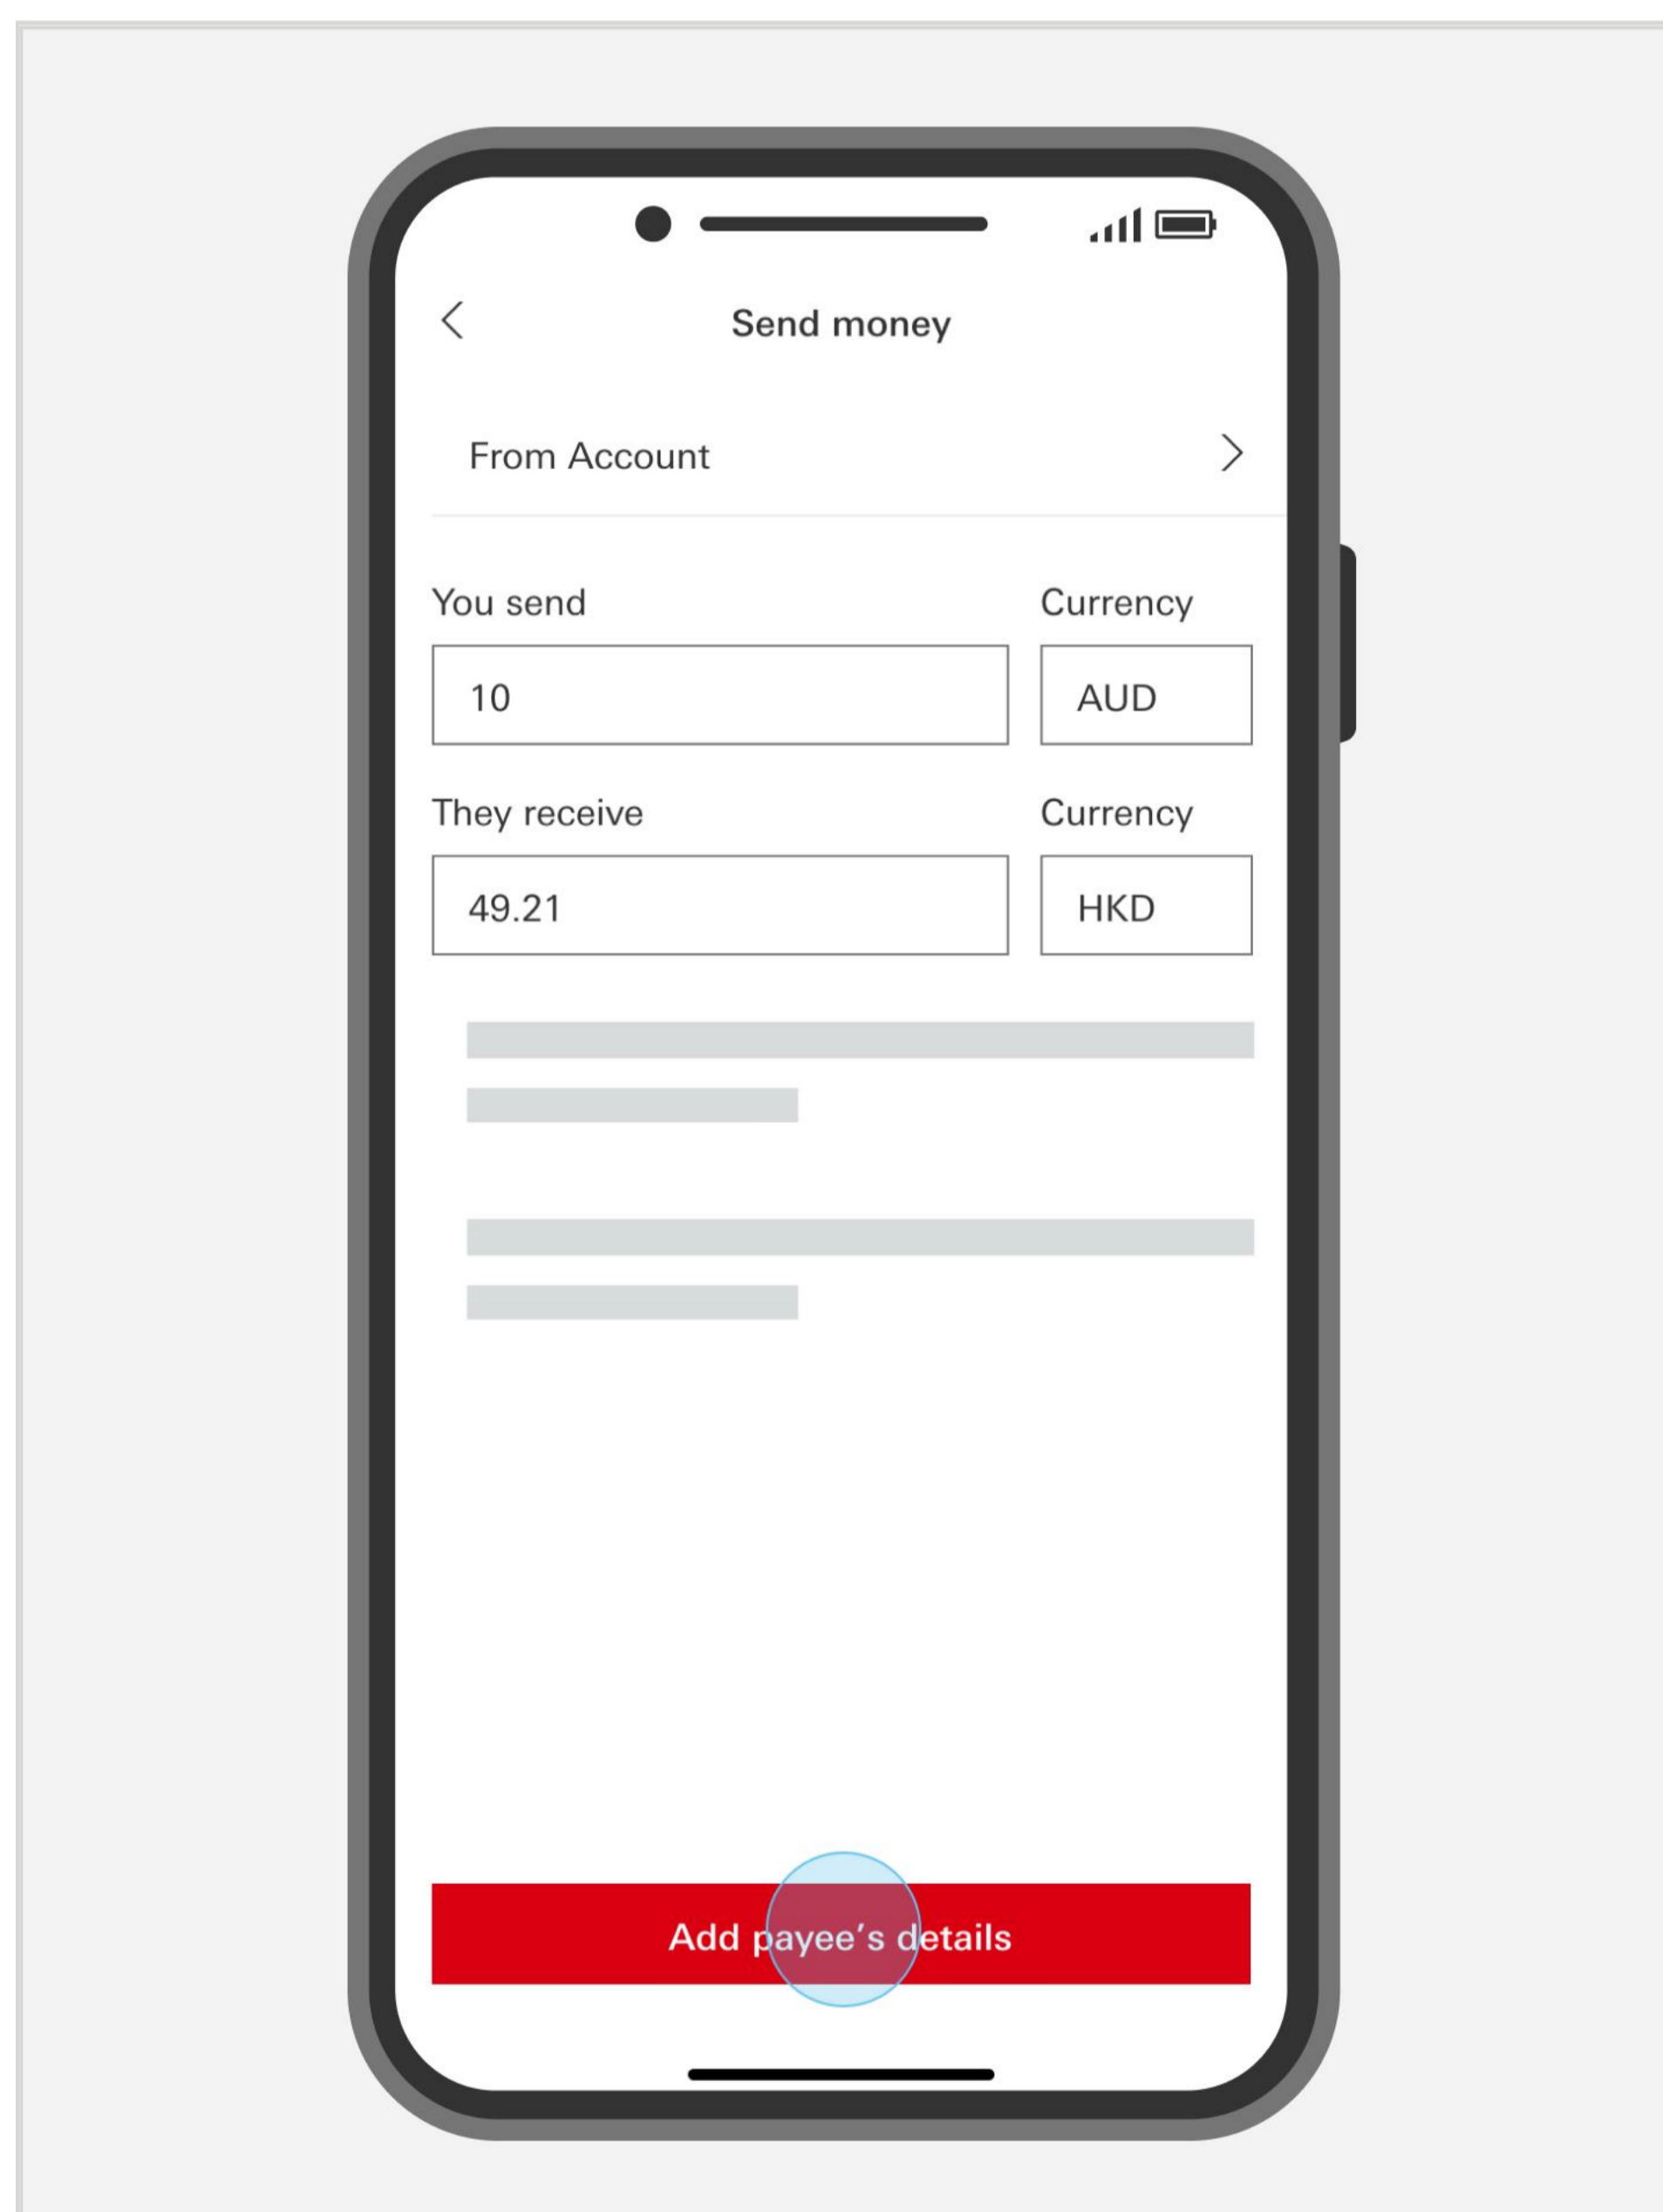 Send money
From Account
You send Currency
10 AUD
They receive Currency
49.21 HKD
Add payee’s details